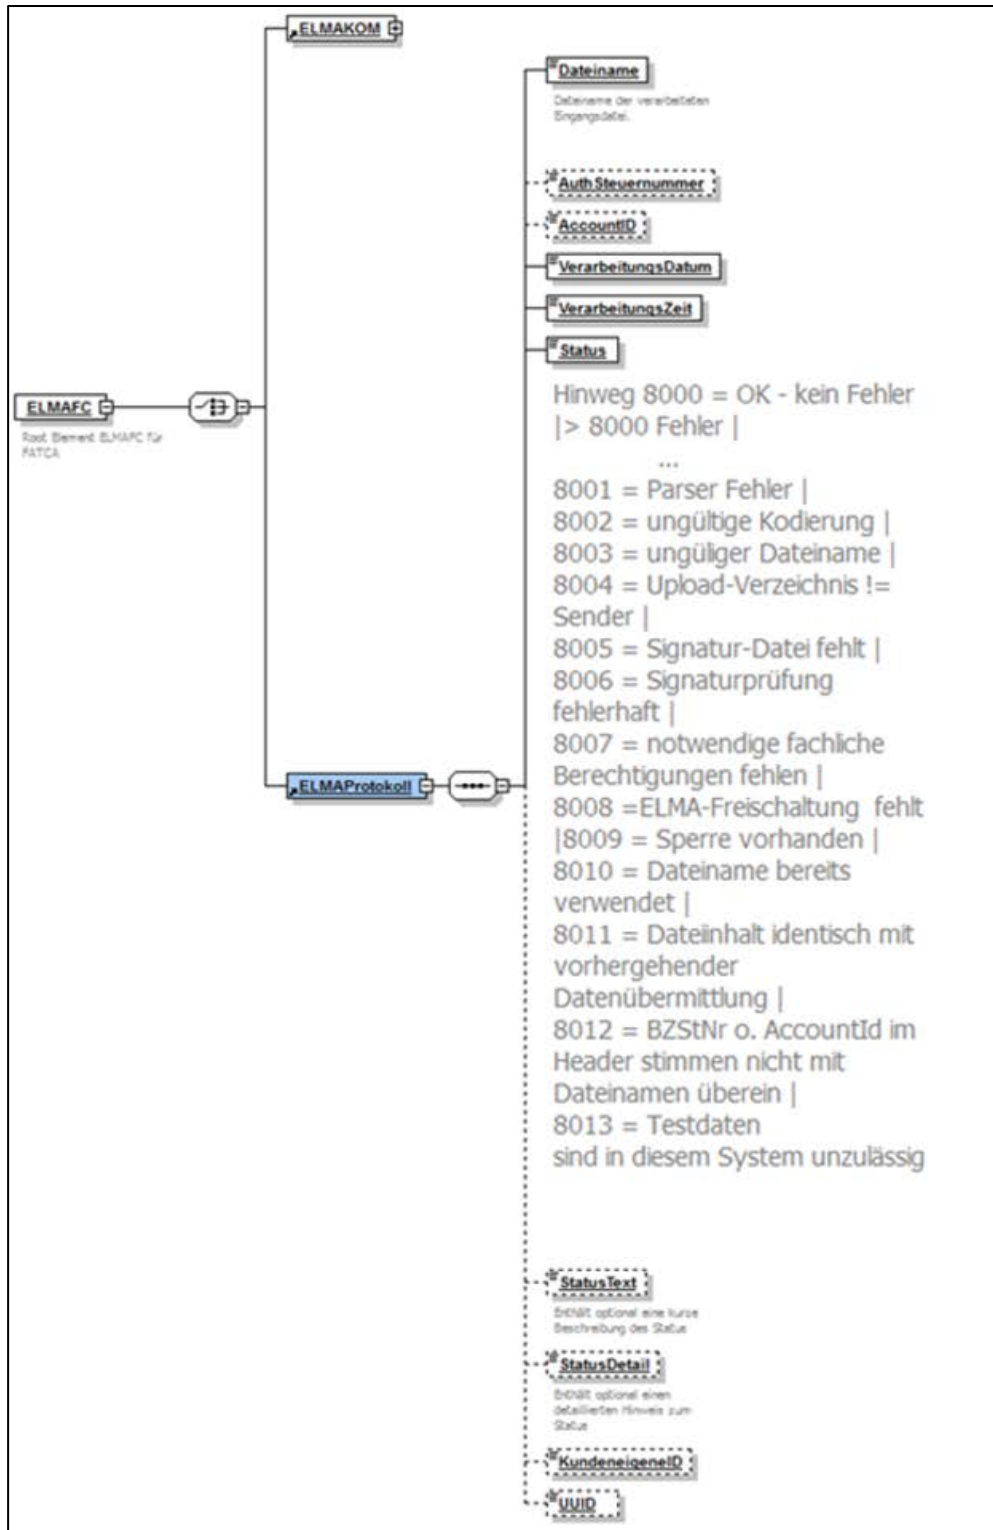 ELMAKOM
Dateiname
Dateiname der verarbeiteten
Eingangsdatei.
AuthSteuernummer
AccountID
VerarbeitungsDatum
VerarbeitungsZeit
Status
Hinweg 8000 = OK - kein Fehler
|> 8000 Fehler |
...
8001 = Parser Fehler |
8002 = ungültige Kodierung |
8003 = ungüliger Dateiname |
8004 = Upload-Verzeichnis !=
Sender |
8005 = Signatur-Datei fehlt |
8006 = Signaturprüfung
fehlerhaft |
8007 = notwendige fachliche
Berechtigungen fehlen |
8008 =ELMA-Freischaltung fehlt
|8009 = Sperre vorhanden |
8010 = Dateiname bereits
verwendet |
8011 = Dateiinhalt identisch mit
vorhergehender
Datenübermittlung |
8012 = BZStNr o. AccountId im
Header stimmen nicht mit
Dateinamen überein |
8013 = Testdaten
sind in diesem System unzulässig
ELMAFC
Root Element ELMAFC für
FATCA
ELMAProtokoll
StatusText
Enthält optional eine kurze
Beschreibung des Status
StatusDetail
Enthält optional einen
detaillierten Hinweis zum
Status
KundeneigeneID
UUID